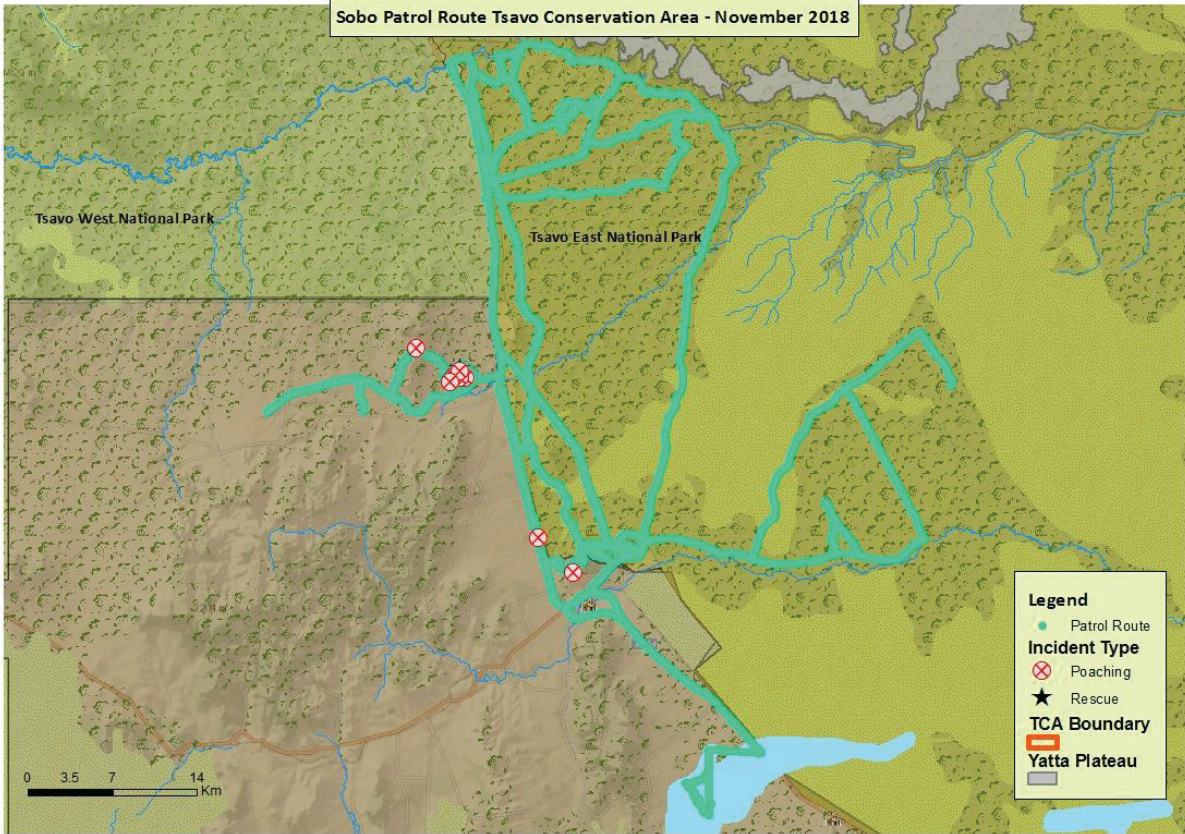 Sobo Patrol Route Tsavo Conservation Area - November 2018
Tsavo West National Park
Tsavo East National Park
Legend
Patrol Route
Incident Type
Poaching
Rescue
TCA Boundary
Yatta Plateau
0 3.5 7 14
Km